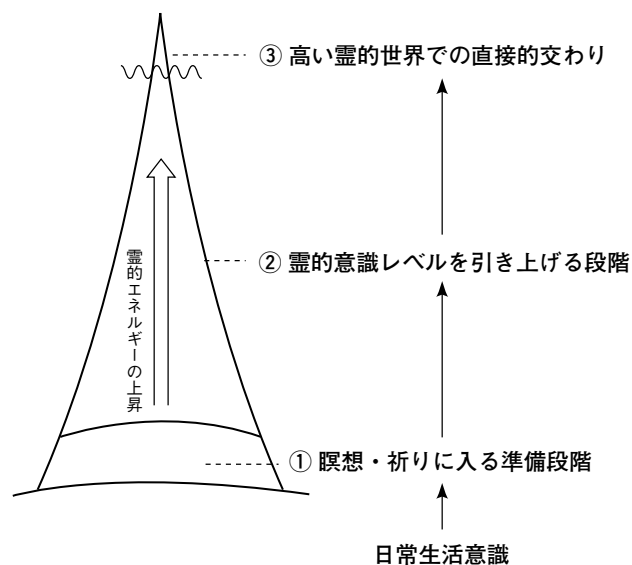 ③ 高い霊的世界での直接的交わり
② 霊的意識レベルを引き上げる段階
霊的エネルギーの上昇
① 瞑想・祈りに入る準備段階
日常生活意識